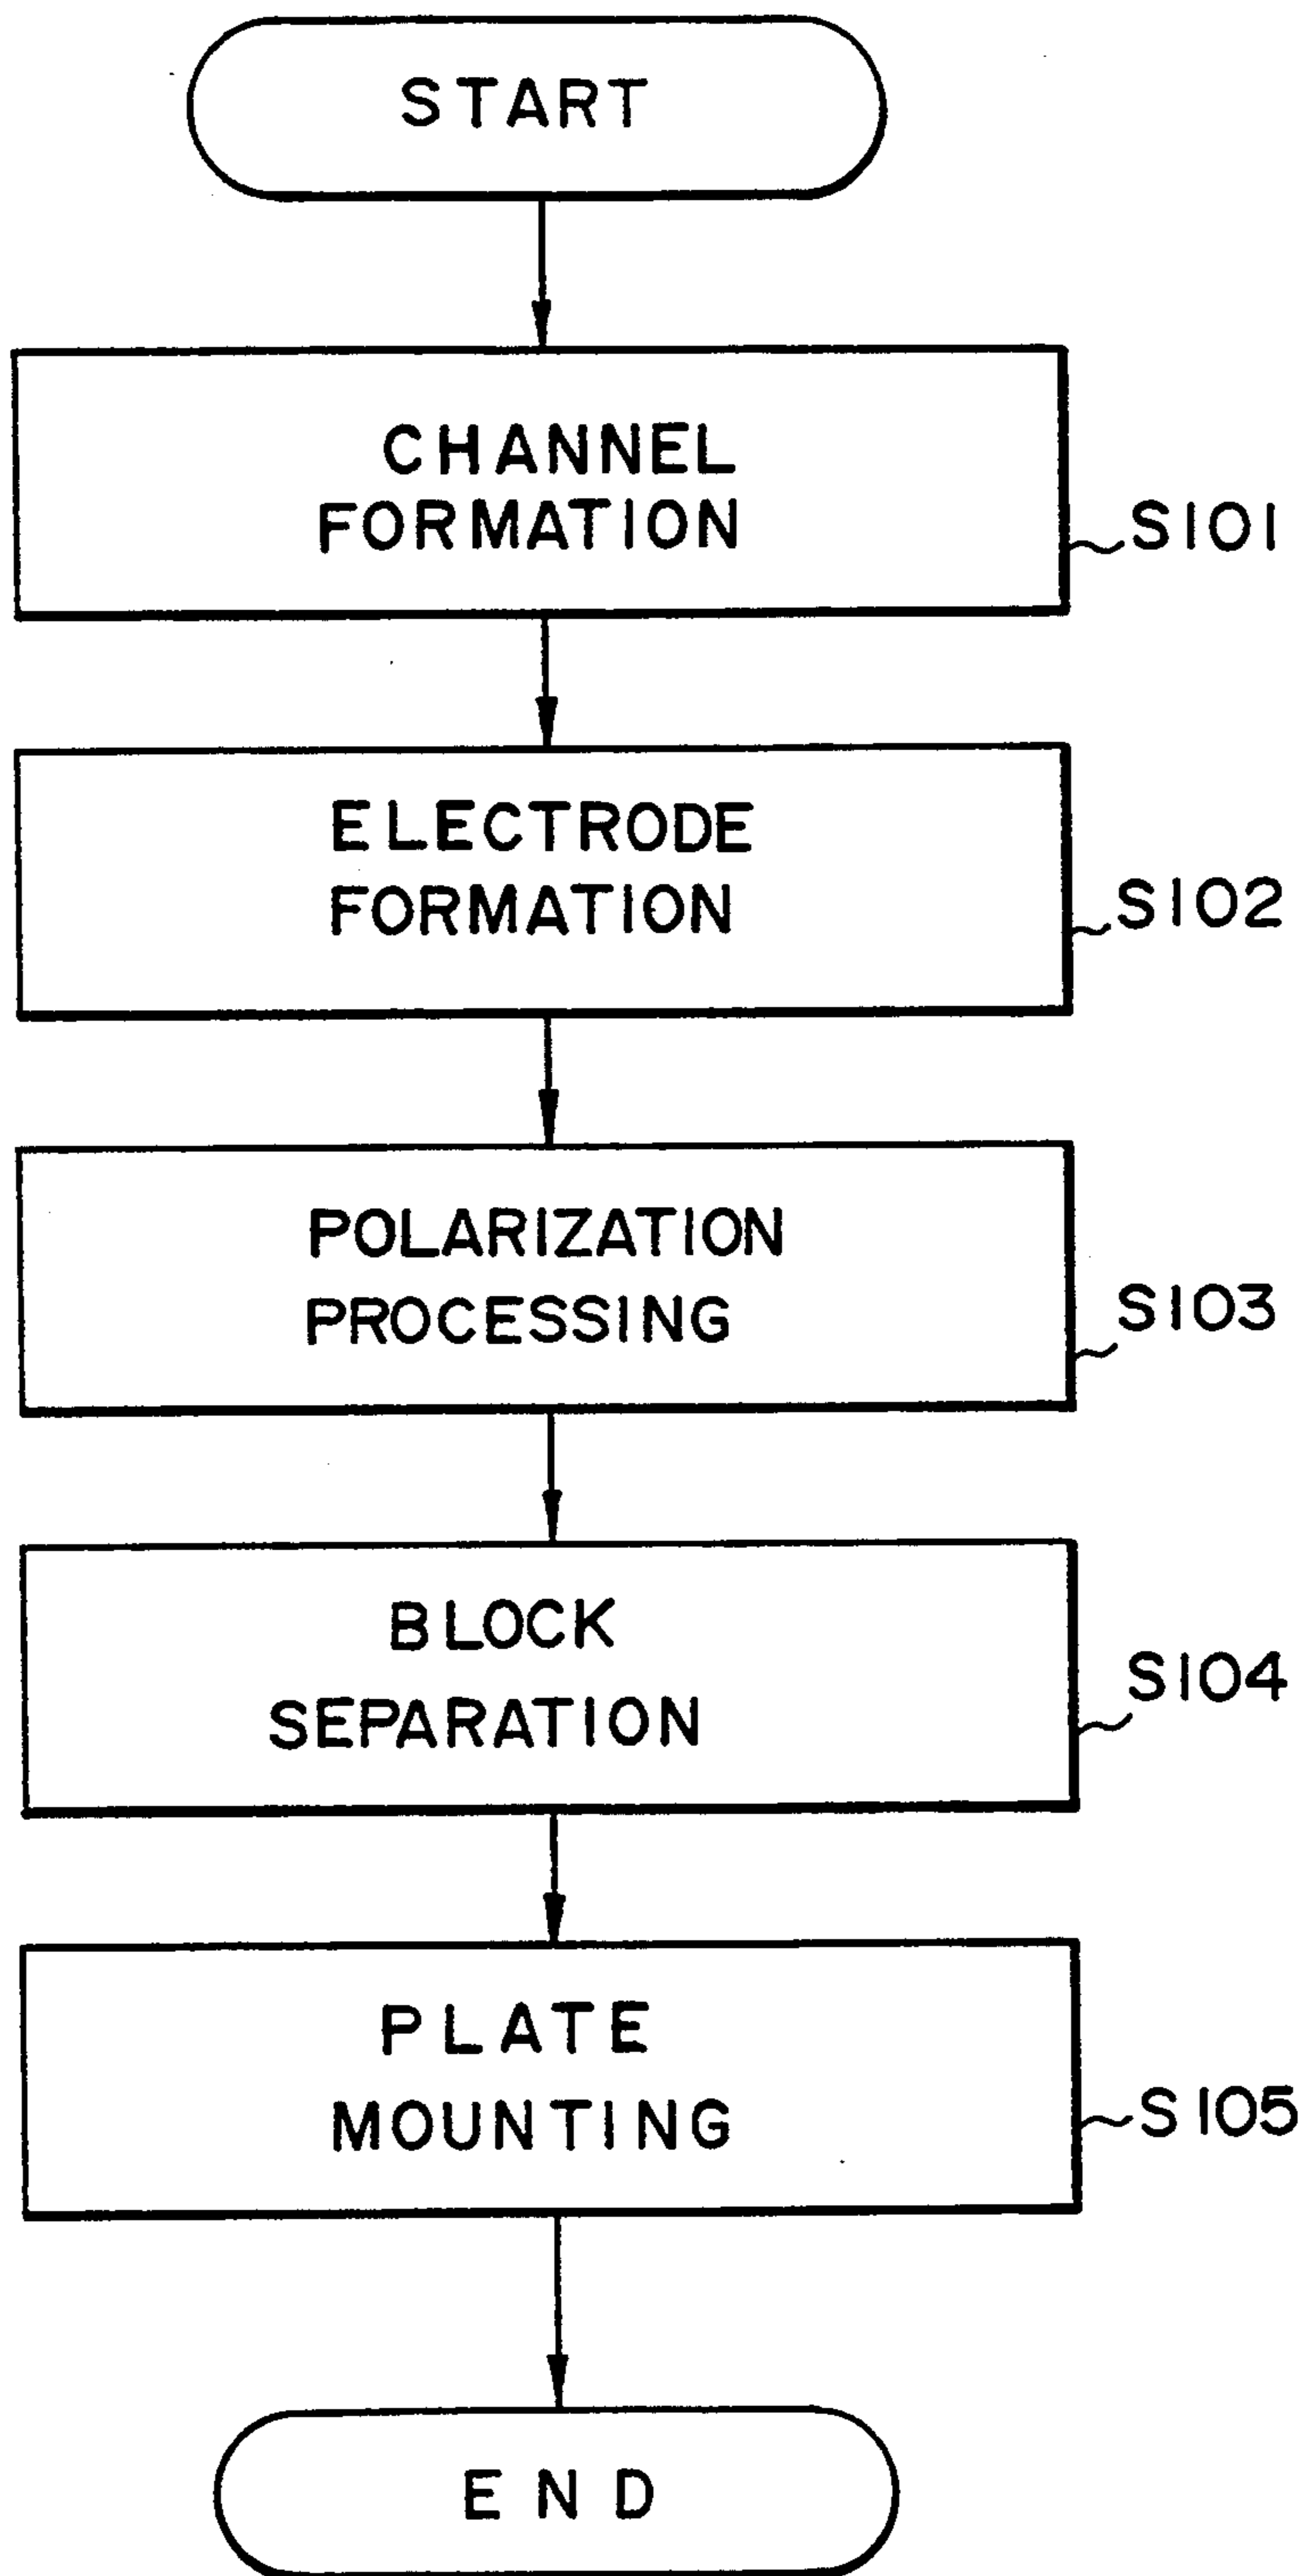 START
CHANNEL
FORMATION
S101
ELECTRODE
FORMATION
S102
POLARIZATION
PROCESSING
S103
BLOCK
SEPARATION
S104
PLATE
MOUNTING
S105
END